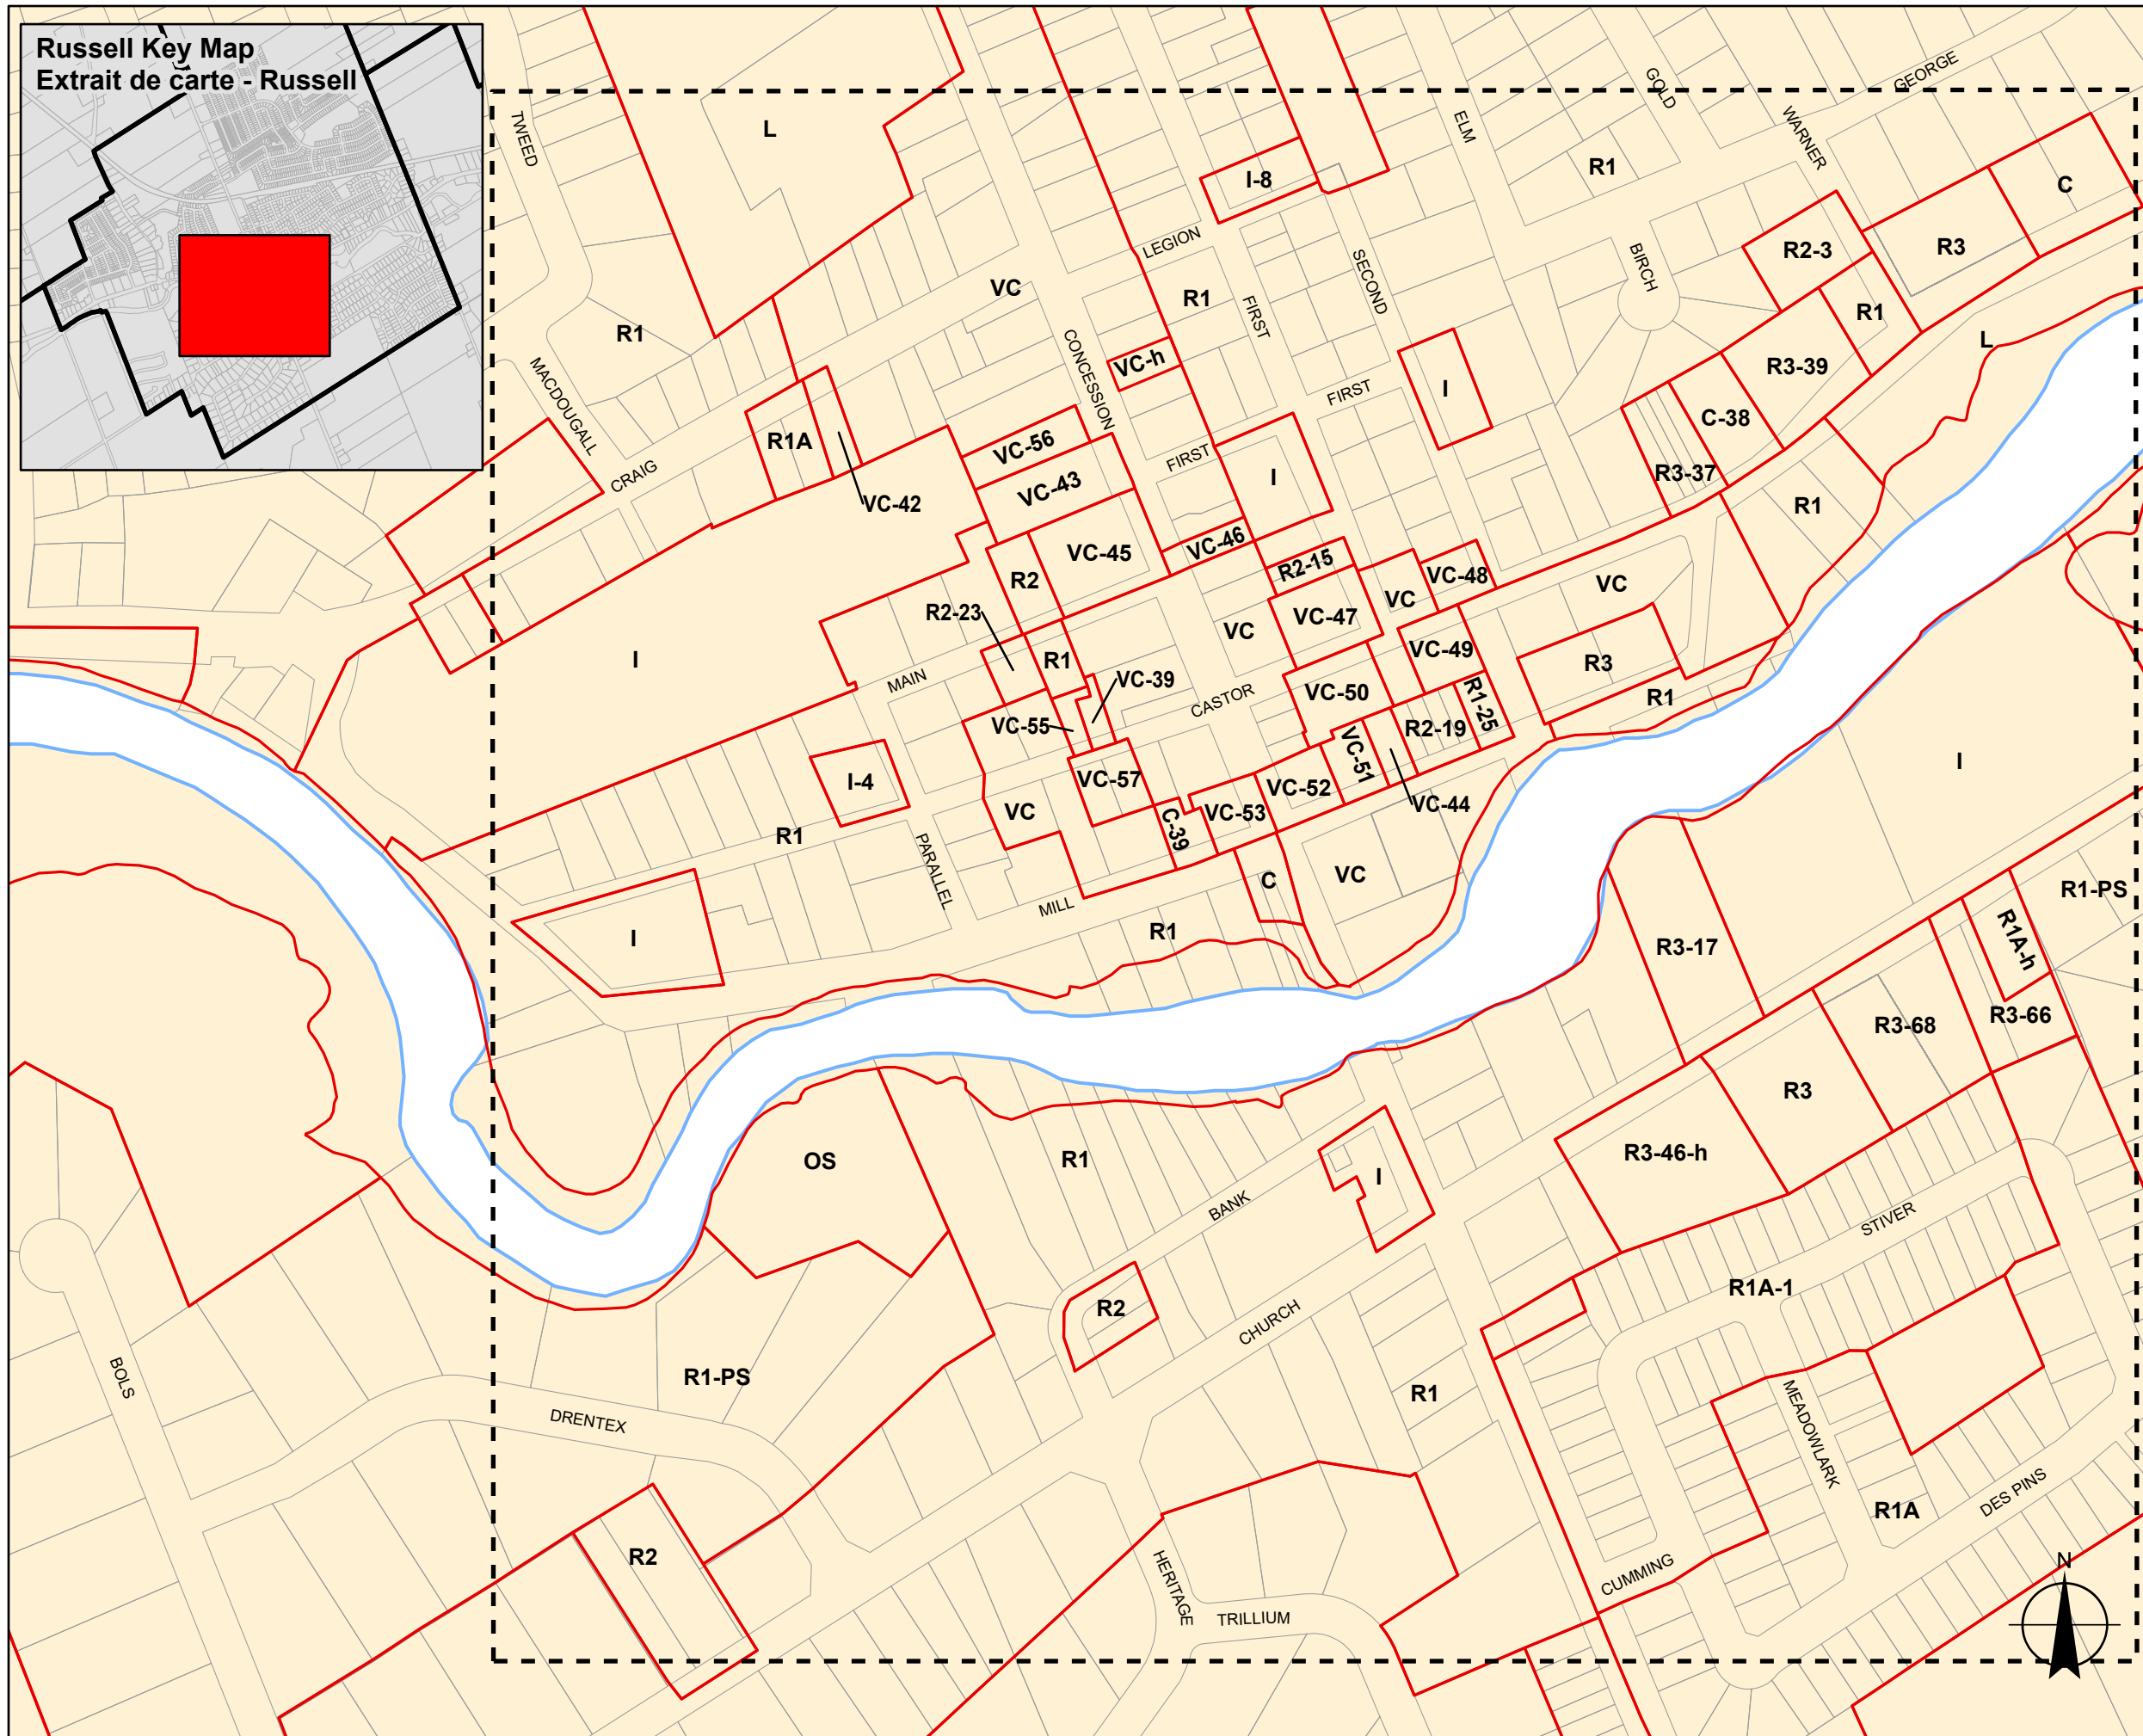 Russell Key Map
Extrait de carte - Russell
TWEED
L
ELM
GOLD
GEORGE
WARNER
R1
I-8
C
LEGION
R2-3
R3
SECOND
BIRCH
VC
R1
FIRST
R1
R1
L
CONCESSION
VC-h
MACDOUGALL
R3-39
FIRST
I
C-38
R1A
VC-56
CRAIG
FIRST
R3-37
I
VC-43
VC-42
R1
VC-46
VC-45
R2-15
R2
VC-48
VC
VC
R2-23
VC-47
VC
I
R1
VC-49
R3
MAIN
VC-39
VC-50
R1-25
R1
CASTOR
VC-55
R2-19
VC-51
I
I-4
VC-57
VC-52
VC-44
VC
VC-53
C-39
R1
PARALLEL
C
VC
R1-PS
MILL
I
R1
R1A-h
R3-17
R3-66
R3-68
R3
R3-46-h
OS
R1
I
BANK
STIVER
R1A-1
R2
CHURCH
R1-PS
BOLS
R1
MEADOWLARK
DRENTEX
DES PINS
R1A
R2
CUMMING
N
HERITAGE
TRILLIUM